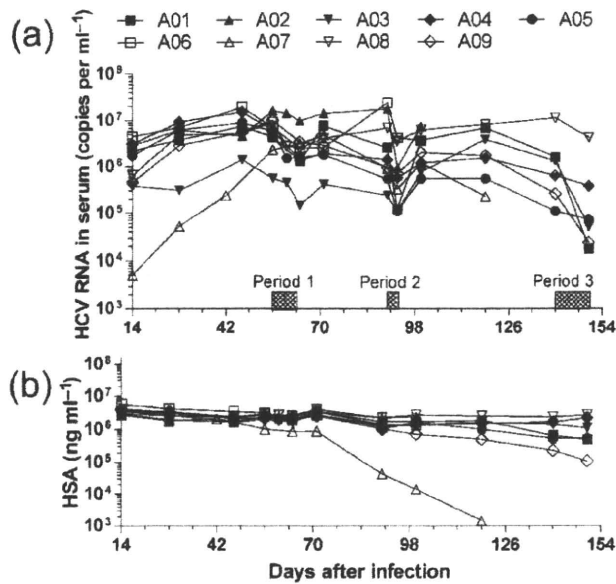 (a)
A01 A02 A03 A04 A05
A06 A07 A08 A09
HCV RNA in serum (copies per ml⁻¹)
10⁸
10⁷
10⁶
10⁵
10⁴
10³
Period 1 Period 2 Period 3
14 42 70 98 126 154
(b)
HSA (ng ml⁻¹)
10⁸
10⁷
10⁶
10⁵
10⁴
10³
14 42 70 98 126 154
Days after infection